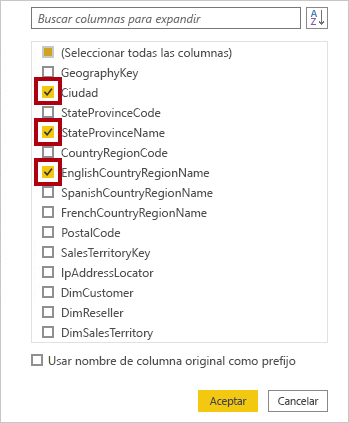 Buscar columnas para expandir
A
Z
(Seleccionar todas las columnas)
GeographyKey
Ciudad
StateProvinceCode
StateProvinceName
CountryRegionCode
EnglishCountryRegionName
SpanishCountryRegionName
FrenchCountryRegionName
PostalCode
SalesTerritoryKey
IpAddressLocator
DimCustomer
DimReseller
DimSalesTerritory
Usar nombre de columna original como prefijo
Aceptar
Cancelar